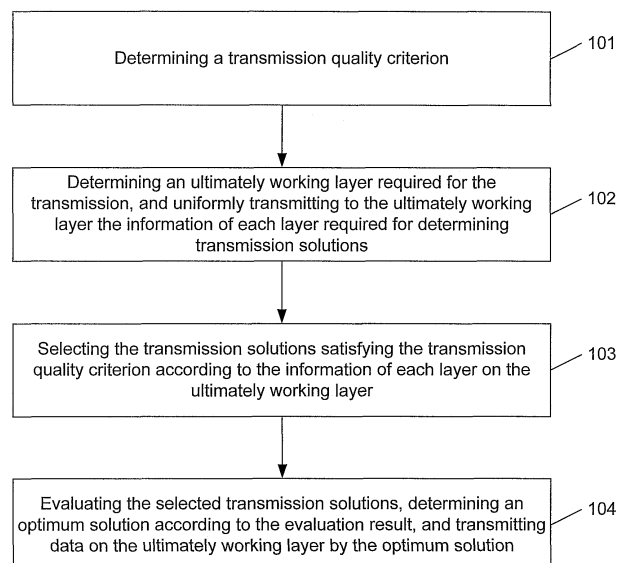 Determining a transmission quality criterion
101
Determining an ultimately working layer required for the
transmission, and uniformly transmitting to the ultimately working
layer the information of each layer required for determining
transmission solutions
102
Selecting the transmission solutions satisfying the transmission
quality criterion according to the information of each layer on the
ultimately working layer
103
Evaluating the selected transmission solutions, determining an
optimum solution according to the evaluation result, and transmitting
data on the ultimately working layer by the optimum solution
104